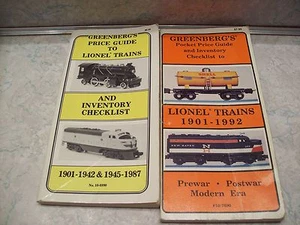 GREENBERG'S
PRICE GUIDE
TO
LIONEL TRAINS
AND
INVENTORY
CHECKLIST
1901-1942 & 1945-1987
GREENBERG'S
Pocket Price Guide
and Inventory
Checklist to
LIONEL TRAINS
1901-1992
Prewar • Postwar
Modern Era